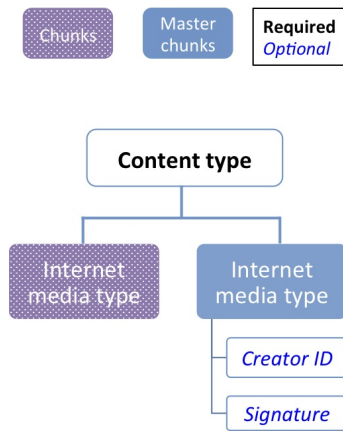 Chunks
Master
chunks
Required
Optional
Content type
Internet
media type
Internet
media type
Creator ID
Signature